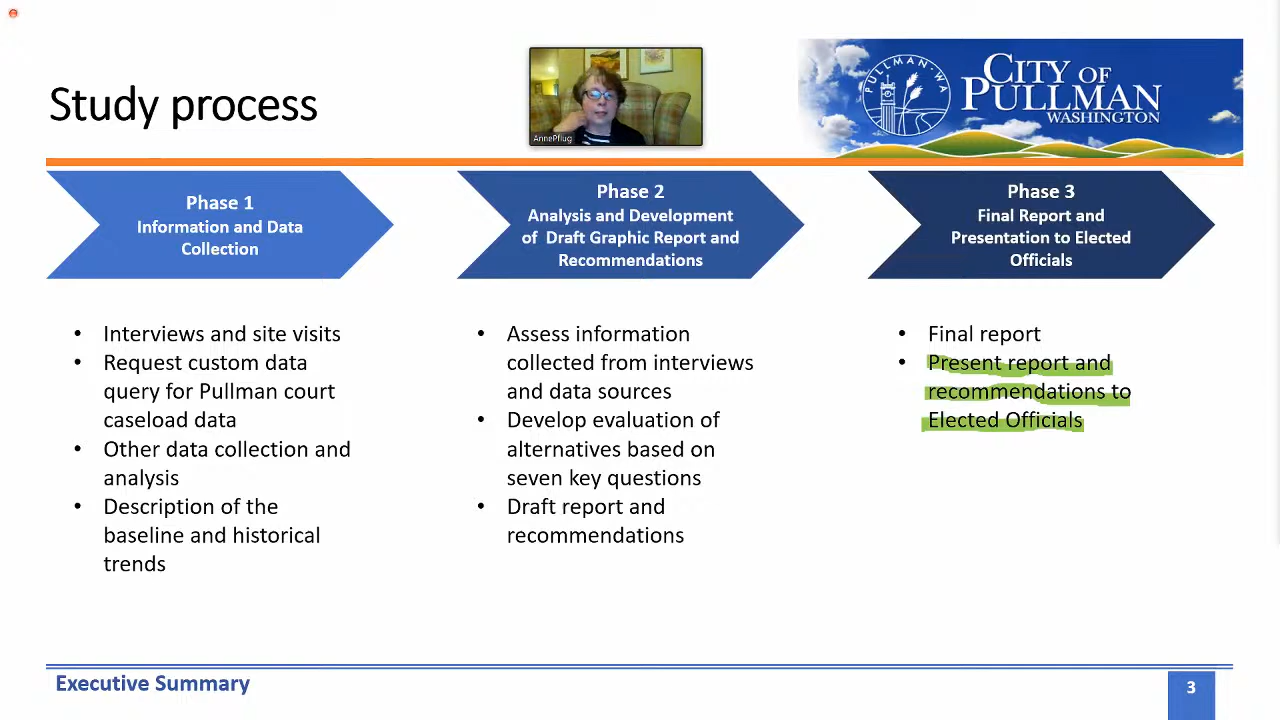 Study process
AnnePflug
PULLMAN·WA
CITY OF
PULLMAN
WASHINGTON
Phase 1
Information and Data
Collection
Phase 2
Analysis and Development
of Draft Graphic Report and
Recommendations
Phase 3
Final Report and
Presentation to Elected
Officials
• Interviews and site visits
• Request custom data
query for Pullman court
caseload data
• Other data collection and
analysis
• Description of the
baseline and historical
trends
• Assess information
collected from interviews
and data sources
• Develop evaluation of
alternatives based on
seven key questions
• Draft report and
recommendations
• Final report
• Present report and
recommendations to
Elected Officials
Executive Summary
3